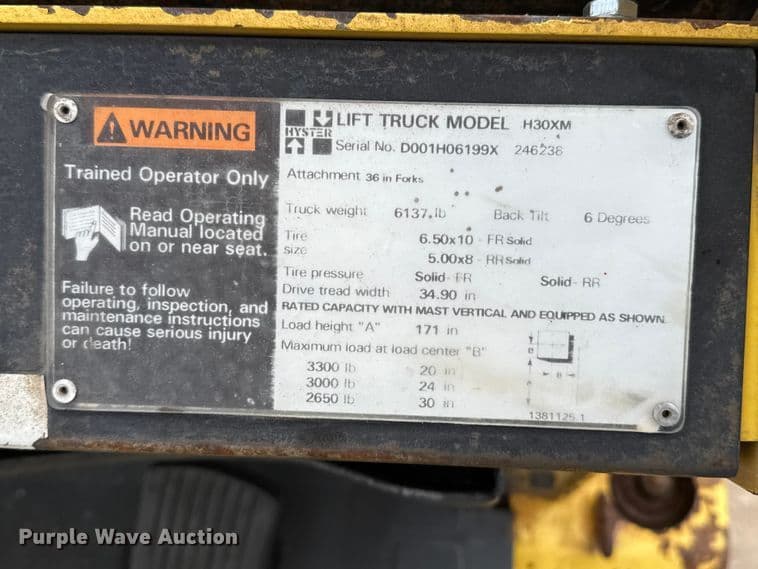 WARNING
Trained Operator Only
Read Operating
Manual located
on or near seat.
Failure to follow
operating, inspection, and
maintenance instructions
can cause serious injury
or death!
HYSTER
LIFT TRUCK MODEL H30XM
Serial No. D001H06199X 246236
Attachment 36 in Forks
Truck weight 6137 lb Back Tilt 6 Degrees
Tire 6.50x10 - FR Solid
size 5.00x8 - RR Solid
Tire pressure Solid- FR Solid- RR
Drive tread width 34.90 in
RATED CAPACITY WITH MAST VERTICAL AND EQUIPPED AS SHOWN.
Load height "A" 171 in
Maximum load at load center "B"
3300 lb 20 in
3000 lb 24 in
2650 lb 30 in
B
1381125 1
Purple Wave Auction